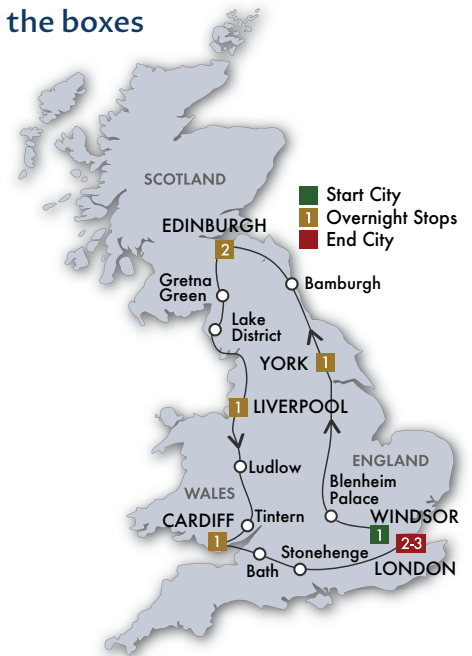 the boxes
SCOTLAND
Start City
1 Overnight Stops
End City
EDINBURGH
2
Gretna
Green
Bamburgh
Lake
District
YORK 1
1 LIVERPOOL
ENGLAND
Ludlow
Blenheim
Palace
WALES
CARDIFF
1
Tintern
WINDSOR
1
2-3
LONDON
Stonehenge
Bath